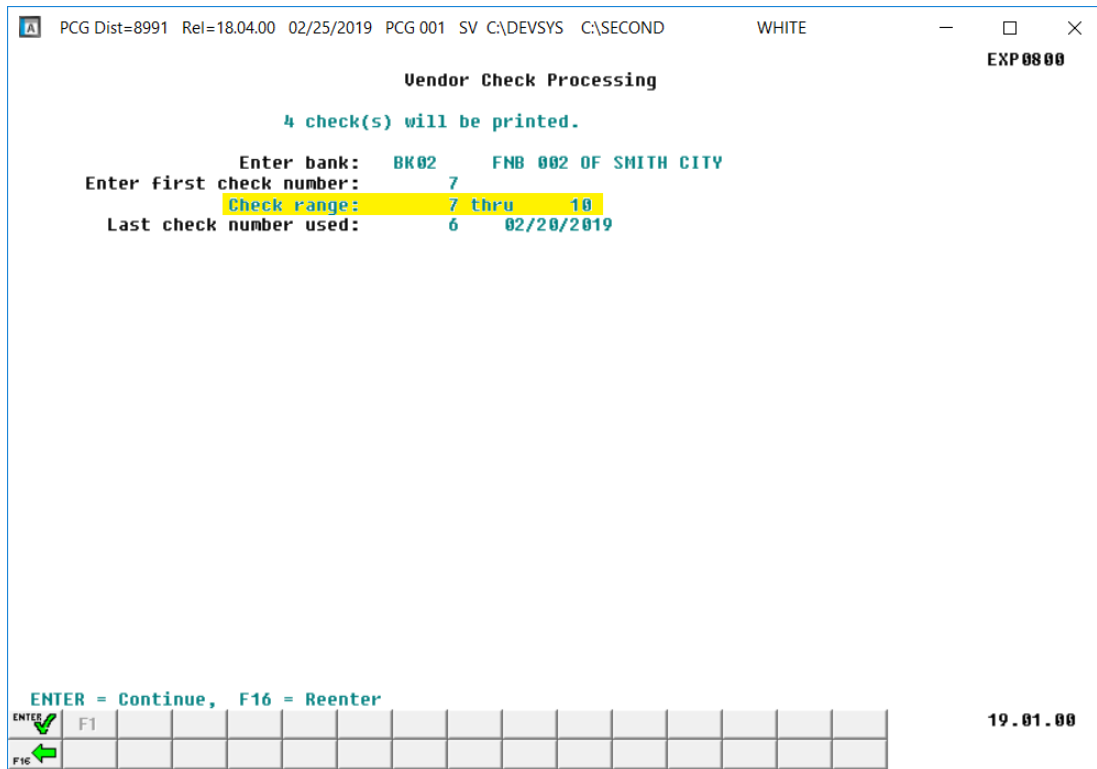 PCG Dist=8991 Rel=18.04.00 02/25/2019 PCG 001 SV C:\DEVSYS C:\SECOND WHITE
EXP0800
Vendor Check Processing
4 check(s) will be printed.
Enter bank: BK02 FNB 002 OF SMITH CITY
Enter first check number: 7
Check range: 7 thru 10
Last check number used: 6 02/20/2019
ENTER = Continue, F16 = Reenter
ENTER F1 19.01.00
F16